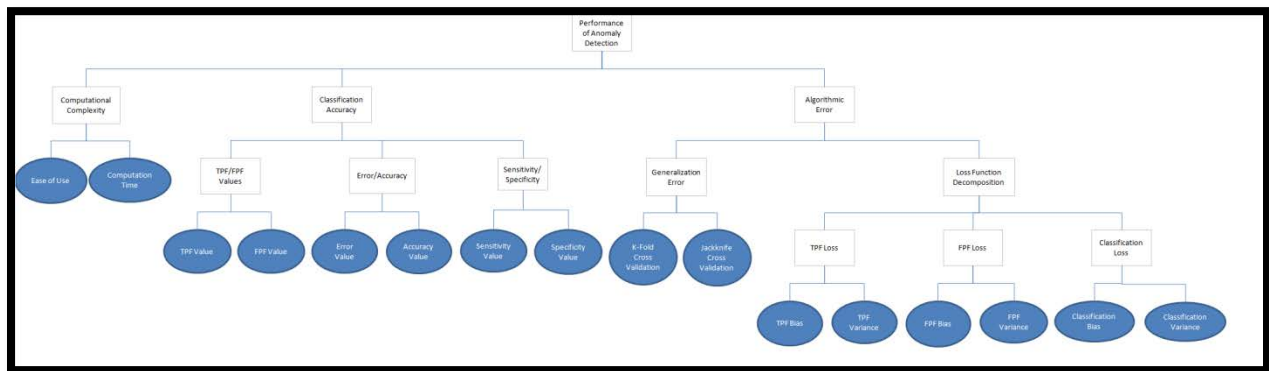 Performance
of Anomaly
Detection
Computational
Complexity
Classification
Accuracy
Algorithmic
Error
Ease of Use
Computation
Time
TPF/FPF
Values
Error/Accuracy
Sensitivity/
Specificity
Generalization
Error
Loss Function
Decomposition
TPF Value
FPF Value
Error
Value
Accuracy
Value
Sensitivity
Value
Specificity
Value
K-Fold
Cross
Validation
Jackknife
Cross
Validation
TPF Loss
FPF Loss
Classification
Loss
TPF Bias
TPF
Variance
FPF Bias
FPF
Variance
Classification
Bias
Classification
Variance